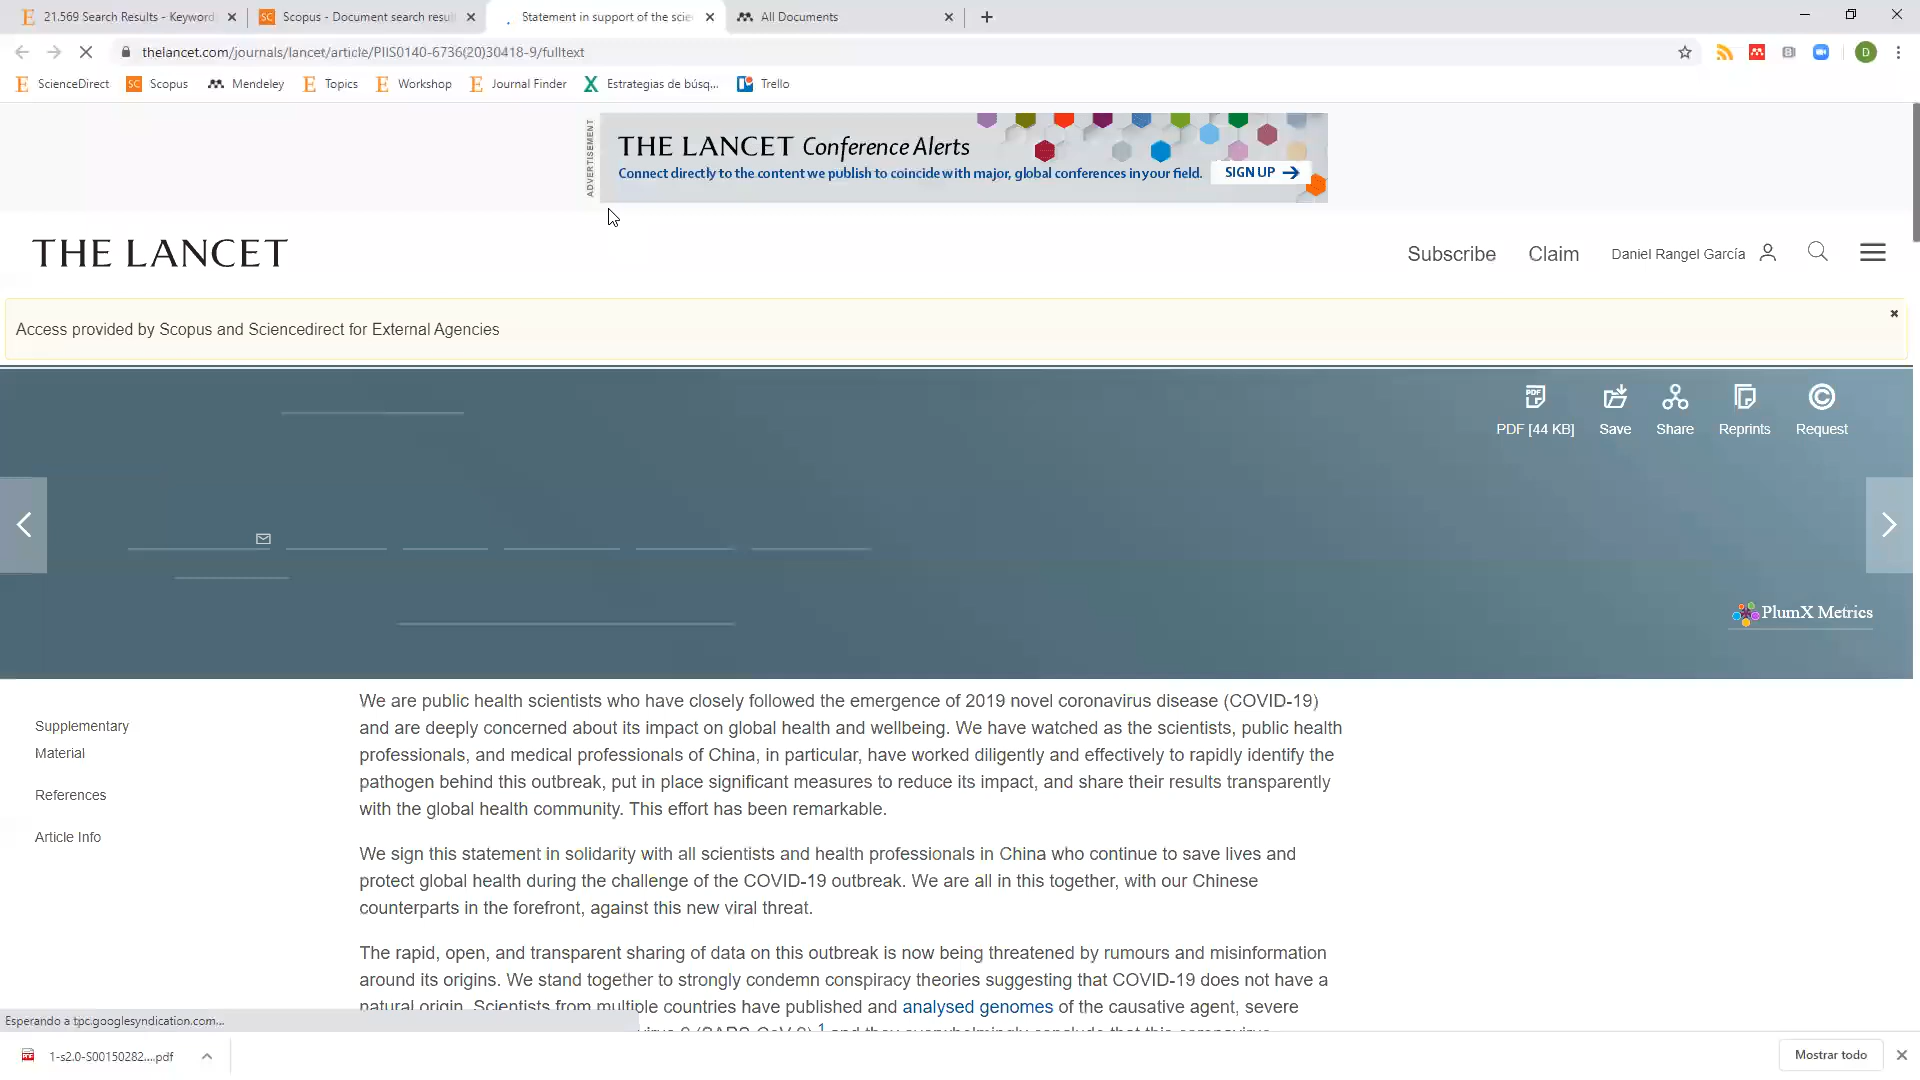 21.569 Search Results - Keyword
Scopus - Document search resul
Statement in support of the scie
All Documents
thelancet.com/journals/lancet/article/PIIS0140-6736(20)30418-9/fulltext
D
ScienceDirect
SC Scopus
Mendeley
Topics
Workshop
Journal Finder
Estrategias de búsq...
Trello
ADVERTISEMENT
THE LANCET Conference Alerts
Connect directly to the content we publish to coincide with major, global conferences in your field.
SIGN UP
THE LANCET
Subscribe
Claim
Daniel Rangel García
Access provided by Scopus and Sciencedirect for External Agencies
PDF [44 KB]
Save
Share
Reprints
Request
PlumX Metrics
Supplementary
Material
References
Article Info
We are public health scientists who have closely followed the emergence of 2019 novel coronavirus disease (COVID-19)
and are deeply concerned about its impact on global health and wellbeing. We have watched as the scientists, public health
professionals, and medical professionals of China, in particular, have worked diligently and effectively to rapidly identify the
pathogen behind this outbreak, put in place significant measures to reduce its impact, and share their results transparently
with the global health community. This effort has been remarkable.
We sign this statement in solidarity with all scientists and health professionals in China who continue to save lives and
protect global health during the challenge of the COVID-19 outbreak. We are all in this together, with our Chinese
counterparts in the forefront, against this new viral threat.
The rapid, open, and transparent sharing of data on this outbreak is now being threatened by rumours and misinformation
around its origins. We stand together to strongly condemn conspiracy theories suggesting that COVID-19 does not have a
natural origin. Scientists from multiple countries have published and analysed genomes of the causative agent, severe
(SARS-CoV-2),1 and they overwhelmingly conclude that this coronavirus
Esperando a tpc.googlesyndication.com...
1-s2.0-S00150282....pdf
Mostrar todo